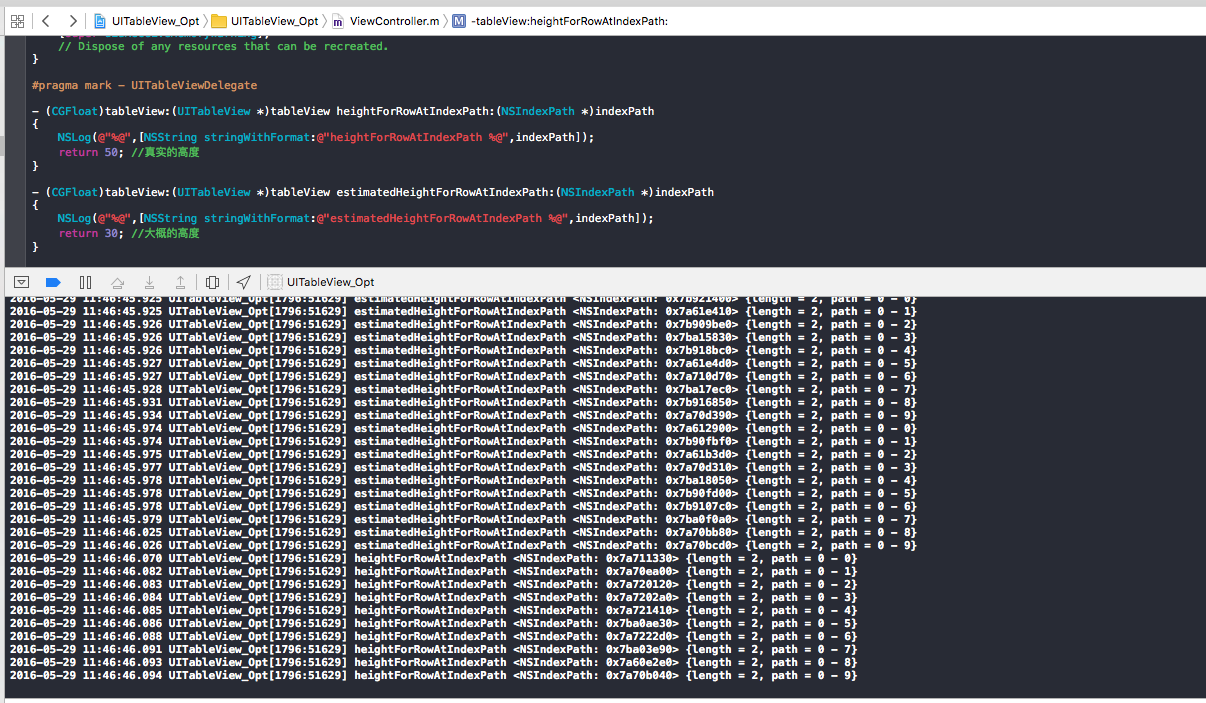 UITableView_Opt UITableView_Opt ViewController.m M -tableView:heightForRowAtIndexPath:
// Dispose of any resources that can be recreated.
}
#pragma mark - UITableViewDelegate
- (CGFloat)tableView:(UITableView *)tableView heightForRowAtIndexPath:(NSIndexPath *)indexPath
{
NSLog(@"%@",[NSString stringWithFormat:@"heightForRowAtIndexPath %@",indexPath]);
return 50; //真实的高度
}
- (CGFloat)tableView:(UITableView *)tableView estimatedHeightForRowAtIndexPath:(NSIndexPath *)indexPath
{
NSLog(@"%@",[NSString stringWithFormat:@"estimatedHeightForRowAtIndexPath %@",indexPath]);
return 30; //大概的高度
}
UITableView_Opt
2016-05-29 11:46:45.925 UITableView_Opt[1796:51629] estimatedHeightForRowAtIndexPath <NSIndexPath: 0x7b921400> {length = 2, path = 0 - 0}
2016-05-29 11:46:45.925 UITableView_Opt[1796:51629] estimatedHeightForRowAtIndexPath <NSIndexPath: 0x7a61e410> {length = 2, path = 0 - 1}
2016-05-29 11:46:45.926 UITableView_Opt[1796:51629] estimatedHeightForRowAtIndexPath <NSIndexPath: 0x7b909be0> {length = 2, path = 0 - 2}
2016-05-29 11:46:45.926 UITableView_Opt[1796:51629] estimatedHeightForRowAtIndexPath <NSIndexPath: 0x7ba15830> {length = 2, path = 0 - 3}
2016-05-29 11:46:45.926 UITableView_Opt[1796:51629] estimatedHeightForRowAtIndexPath <NSIndexPath: 0x7b918bc0> {length = 2, path = 0 - 4}
2016-05-29 11:46:45.927 UITableView_Opt[1796:51629] estimatedHeightForRowAtIndexPath <NSIndexPath: 0x7a61e4d0> {length = 2, path = 0 - 5}
2016-05-29 11:46:45.927 UITableView_Opt[1796:51629] estimatedHeightForRowAtIndexPath <NSIndexPath: 0x7a710d70> {length = 2, path = 0 - 6}
2016-05-29 11:46:45.928 UITableView_Opt[1796:51629] estimatedHeightForRowAtIndexPath <NSIndexPath: 0x7ba17ec0> {length = 2, path = 0 - 7}
2016-05-29 11:46:45.931 UITableView_Opt[1796:51629] estimatedHeightForRowAtIndexPath <NSIndexPath: 0x7b916850> {length = 2, path = 0 - 8}
2016-05-29 11:46:45.934 UITableView_Opt[1796:51629] estimatedHeightForRowAtIndexPath <NSIndexPath: 0x7a70d390> {length = 2, path = 0 - 9}
2016-05-29 11:46:45.974 UITableView_Opt[1796:51629] estimatedHeightForRowAtIndexPath <NSIndexPath: 0x7a612900> {length = 2, path = 0 - 0}
2016-05-29 11:46:45.974 UITableView_Opt[1796:51629] estimatedHeightForRowAtIndexPath <NSIndexPath: 0x7b90fbf0> {length = 2, path = 0 - 1}
2016-05-29 11:46:45.975 UITableView_Opt[1796:51629] estimatedHeightForRowAtIndexPath <NSIndexPath: 0x7a61b3d0> {length = 2, path = 0 - 2}
2016-05-29 11:46:45.977 UITableView_Opt[1796:51629] estimatedHeightForRowAtIndexPath <NSIndexPath: 0x7a70d310> {length = 2, path = 0 - 3}
2016-05-29 11:46:45.978 UITableView_Opt[1796:51629] estimatedHeightForRowAtIndexPath <NSIndexPath: 0x7ba18050> {length = 2, path = 0 - 4}
2016-05-29 11:46:45.978 UITableView_Opt[1796:51629] estimatedHeightForRowAtIndexPath <NSIndexPath: 0x7b90fd00> {length = 2, path = 0 - 5}
2016-05-29 11:46:45.978 UITableView_Opt[1796:51629] estimatedHeightForRowAtIndexPath <NSIndexPath: 0x7b9107c0> {length = 2, path = 0 - 6}
2016-05-29 11:46:45.979 UITableView_Opt[1796:51629] estimatedHeightForRowAtIndexPath <NSIndexPath: 0x7ba0f0a0> {length = 2, path = 0 - 7}
2016-05-29 11:46:46.025 UITableView_Opt[1796:51629] estimatedHeightForRowAtIndexPath <NSIndexPath: 0x7a70bb80> {length = 2, path = 0 - 8}
2016-05-29 11:46:46.026 UITableView_Opt[1796:51629] estimatedHeightForRowAtIndexPath <NSIndexPath: 0x7a70bcd0> {length = 2, path = 0 - 9}
2016-05-29 11:46:46.070 UITableView_Opt[1796:51629] heightForRowAtIndexPath <NSIndexPath: 0x7a711330> {length = 2, path = 0 - 0}
2016-05-29 11:46:46.082 UITableView_Opt[1796:51629] heightForRowAtIndexPath <NSIndexPath: 0x7a70ea00> {length = 2, path = 0 - 1}
2016-05-29 11:46:46.083 UITableView_Opt[1796:51629] heightForRowAtIndexPath <NSIndexPath: 0x7a720120> {length = 2, path = 0 - 2}
2016-05-29 11:46:46.084 UITableView_Opt[1796:51629] heightForRowAtIndexPath <NSIndexPath: 0x7a7202a0> {length = 2, path = 0 - 3}
2016-05-29 11:46:46.085 UITableView_Opt[1796:51629] heightForRowAtIndexPath <NSIndexPath: 0x7a721410> {length = 2, path = 0 - 4}
2016-05-29 11:46:46.086 UITableView_Opt[1796:51629] heightForRowAtIndexPath <NSIndexPath: 0x7ba0ae30> {length = 2, path = 0 - 5}
2016-05-29 11:46:46.088 UITableView_Opt[1796:51629] heightForRowAtIndexPath <NSIndexPath: 0x7a7222d0> {length = 2, path = 0 - 6}
2016-05-29 11:46:46.091 UITableView_Opt[1796:51629] heightForRowAtIndexPath <NSIndexPath: 0x7ba03e90> {length = 2, path = 0 - 7}
2016-05-29 11:46:46.093 UITableView_Opt[1796:51629] heightForRowAtIndexPath <NSIndexPath: 0x7a60e2e0> {length = 2, path = 0 - 8}
2016-05-29 11:46:46.094 UITableView_Opt[1796:51629] heightForRowAtIndexPath <NSIndexPath: 0x7a70b040> {length = 2, path = 0 - 9}